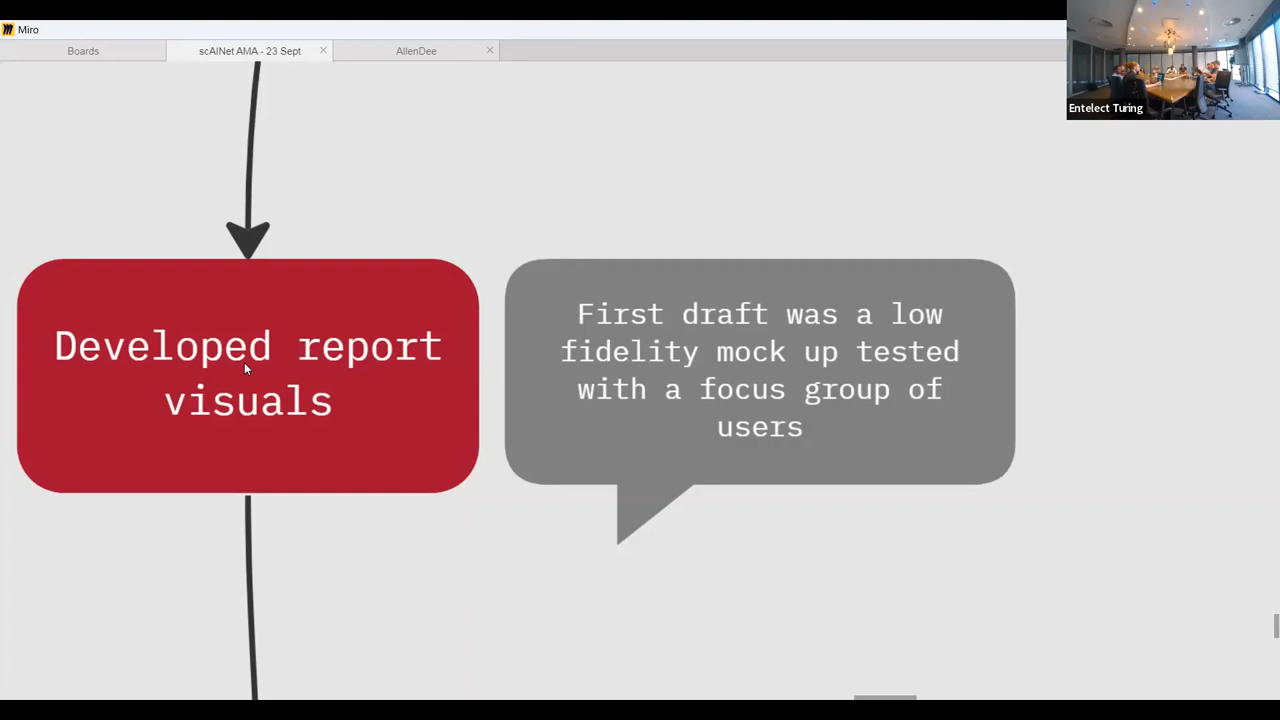 Miro
Boards
scAINet AMA - 23 Sept
AllenDee
Entelect Turing
Developed report
visuals
First draft was a low
fidelity mock up tested
with a focus group of
users